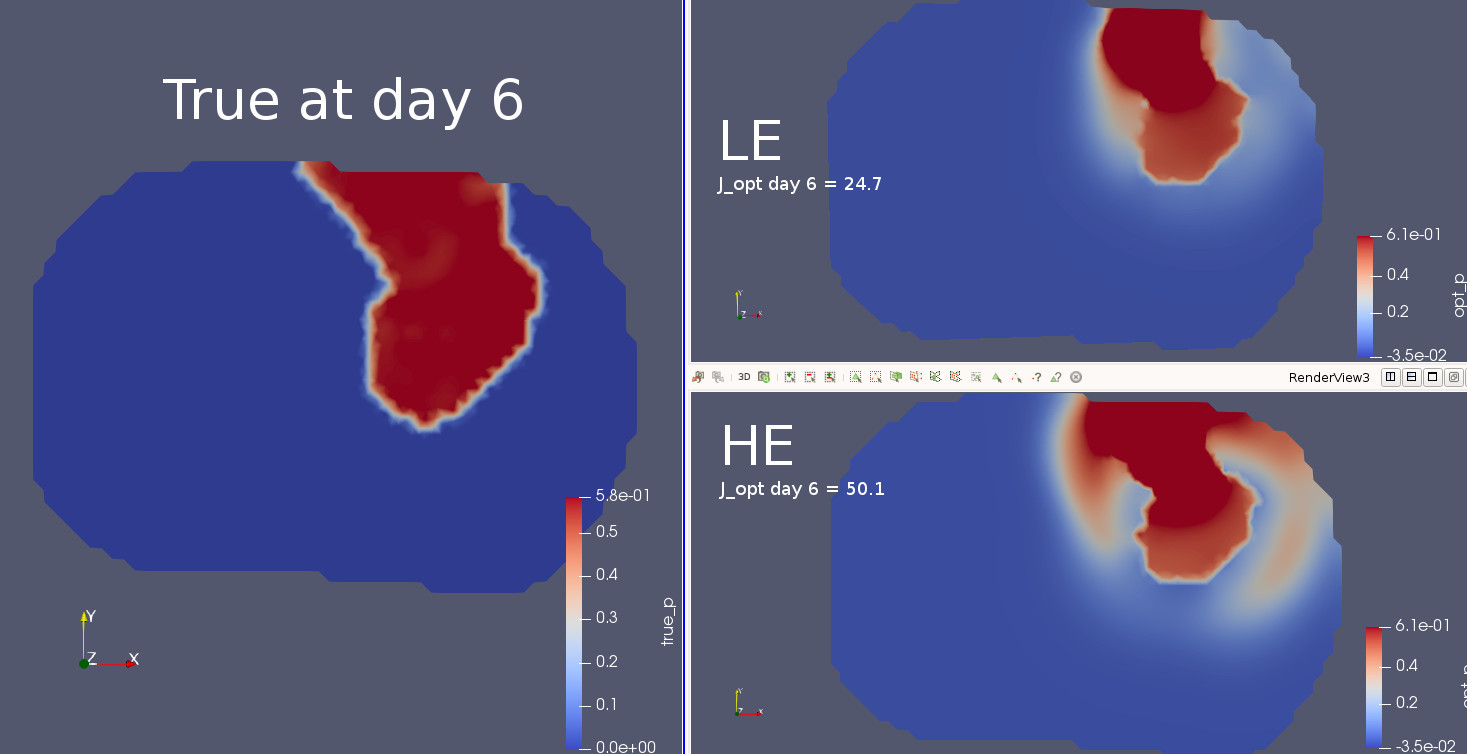 True at day 6
5.8e-01
0.5
0.4
0.3
0.2
0.1
0.0e+00
true_p
Y
Z
X
LE
J_opt day 6 = 24.7
6.1e-01
0.4
0.2
-3.5e-02
opt_p
Y
Z
X
3D
RenderView3
HE
J_opt day 6 = 50.1
6.1e-01
0.4
0.2
-3.5e-02
Y
Z
X